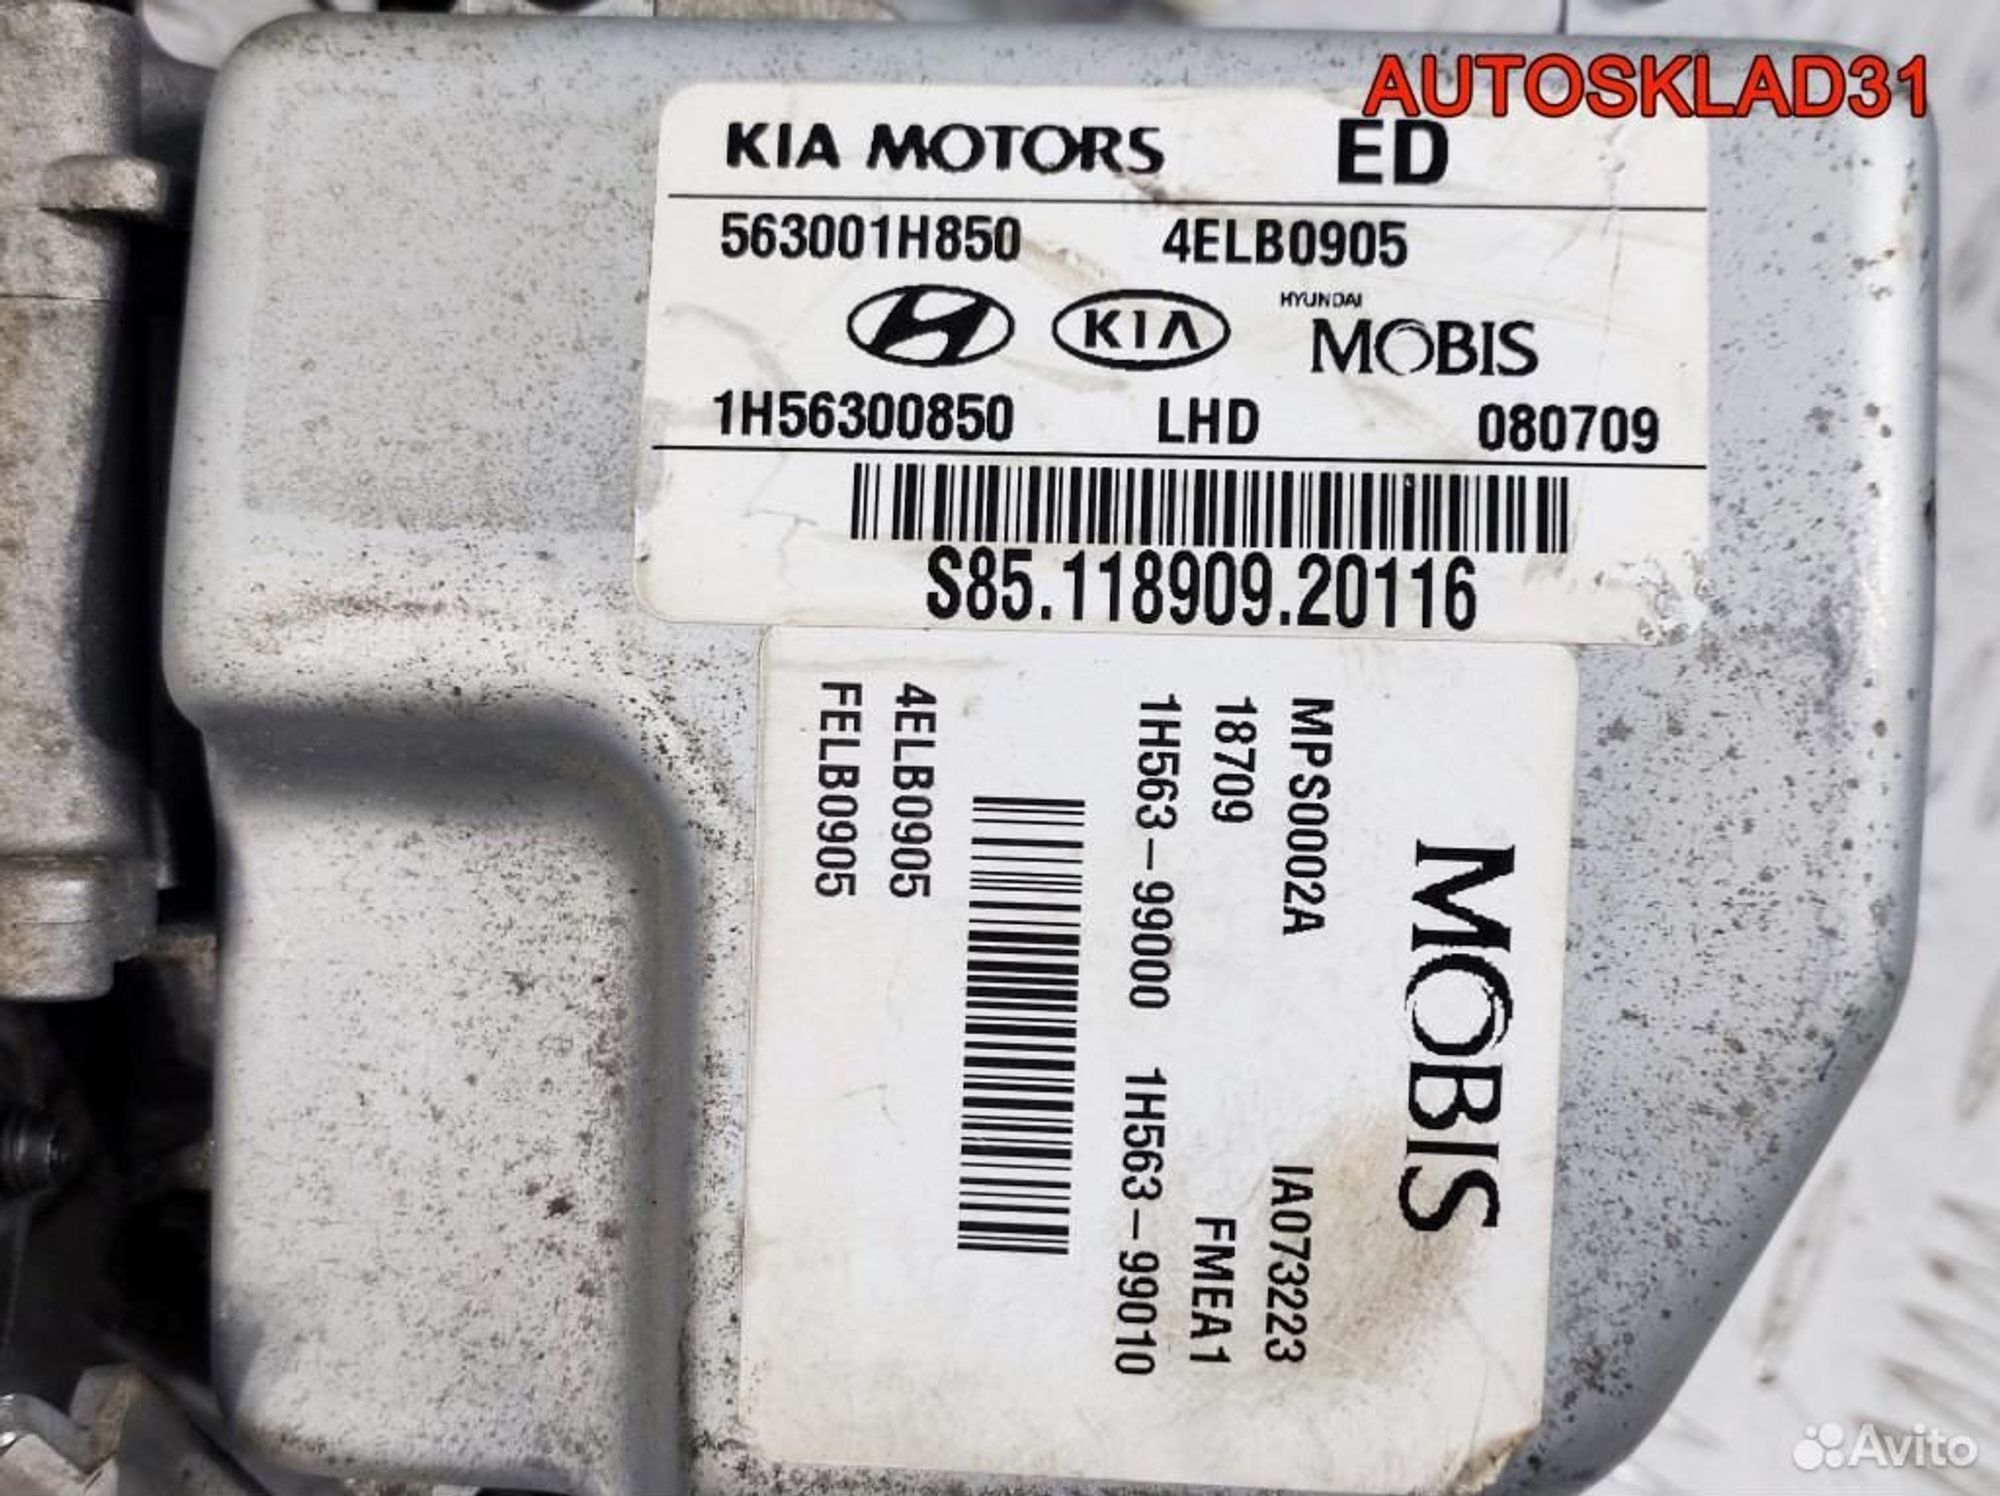 AUTOSKLAD31
KIA MOTORS ED
563001H850 4ELB0905
KIA HYUNDAI MOBIS
1H56300850 LHD 080709
S85.118909.20116
MOBIS
MPS0002A IA073223
18709 FMEA1
1H563-99000 1H563-99010
4ELB0905
FELB0905
Avito